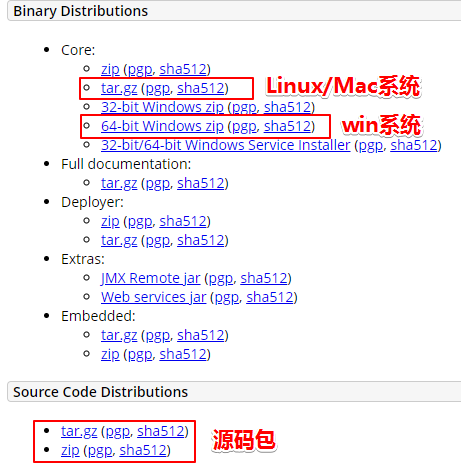 Binary Distributions
Core:
zip (pgp, sha512)
tar.gz (pgp, sha512) Linux/Mac系统
32-bit Windows zip (pgp, sha512)
64-bit Windows zip (pgp, sha512) win系统
32-bit/64-bit Windows Service Installer (pgp, sha512)
Full documentation:
tar.gz (pgp, sha512)
Deployer:
zip (pgp, sha512)
tar.gz (pgp, sha512)
Extras:
JMX Remote jar (pgp, sha512)
Web services jar (pgp, sha512)
Embedded:
tar.gz (pgp, sha512)
zip (pgp, sha512)
Source Code Distributions
tar.gz (pgp, sha512)
zip (pgp, sha512)
源码包